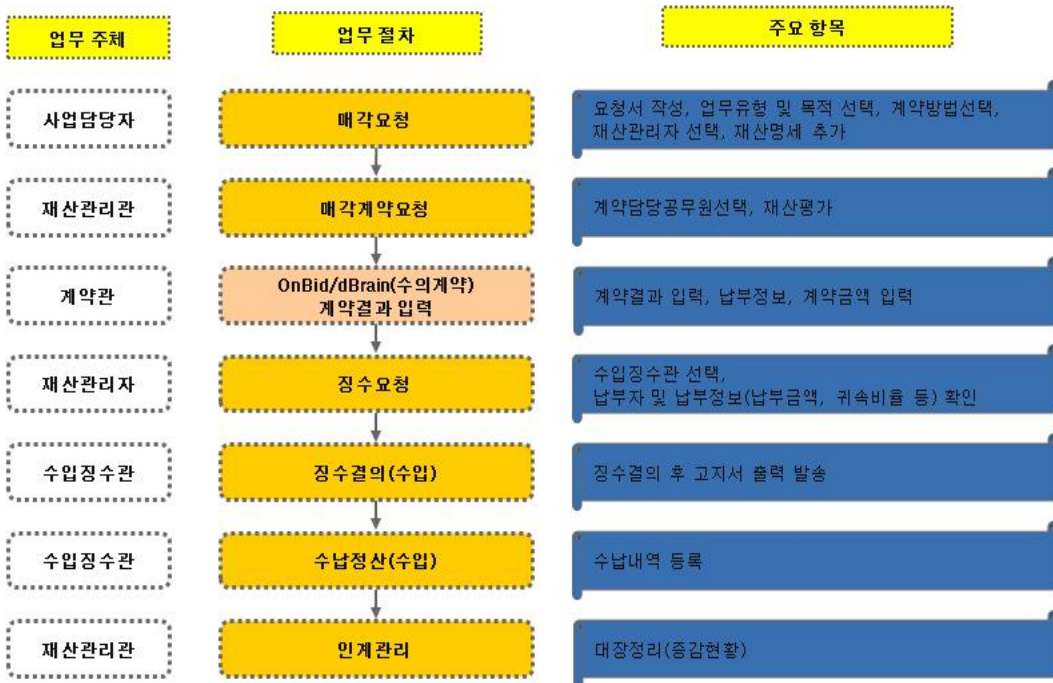 업무 주체
업무 절차
주요 항목
사업담당자
매각요청
요청서 작성, 업무유형 및 목적 선택, 계약방법선택,
재산관리자 선택, 재산명세 추가
재산관리관
매각계약요청
계약담당공무원선택, 재산평가
계약관
OnBid/dBrain(수의계약)
계약결과 입력
계약결과 입력, 납부정보, 계약금액 입력
재산관리자
징수요청
수입징수관 선택,
납부자 및 납부정보(납부금액, 귀속비율 등) 확인
수입징수관
징수결의(수입)
징수결의 후 고지서 출력 발송
수입징수관
수납정산(수입)
수납내역 등록
재산관리관
인계관리
대장정리(증감현황)